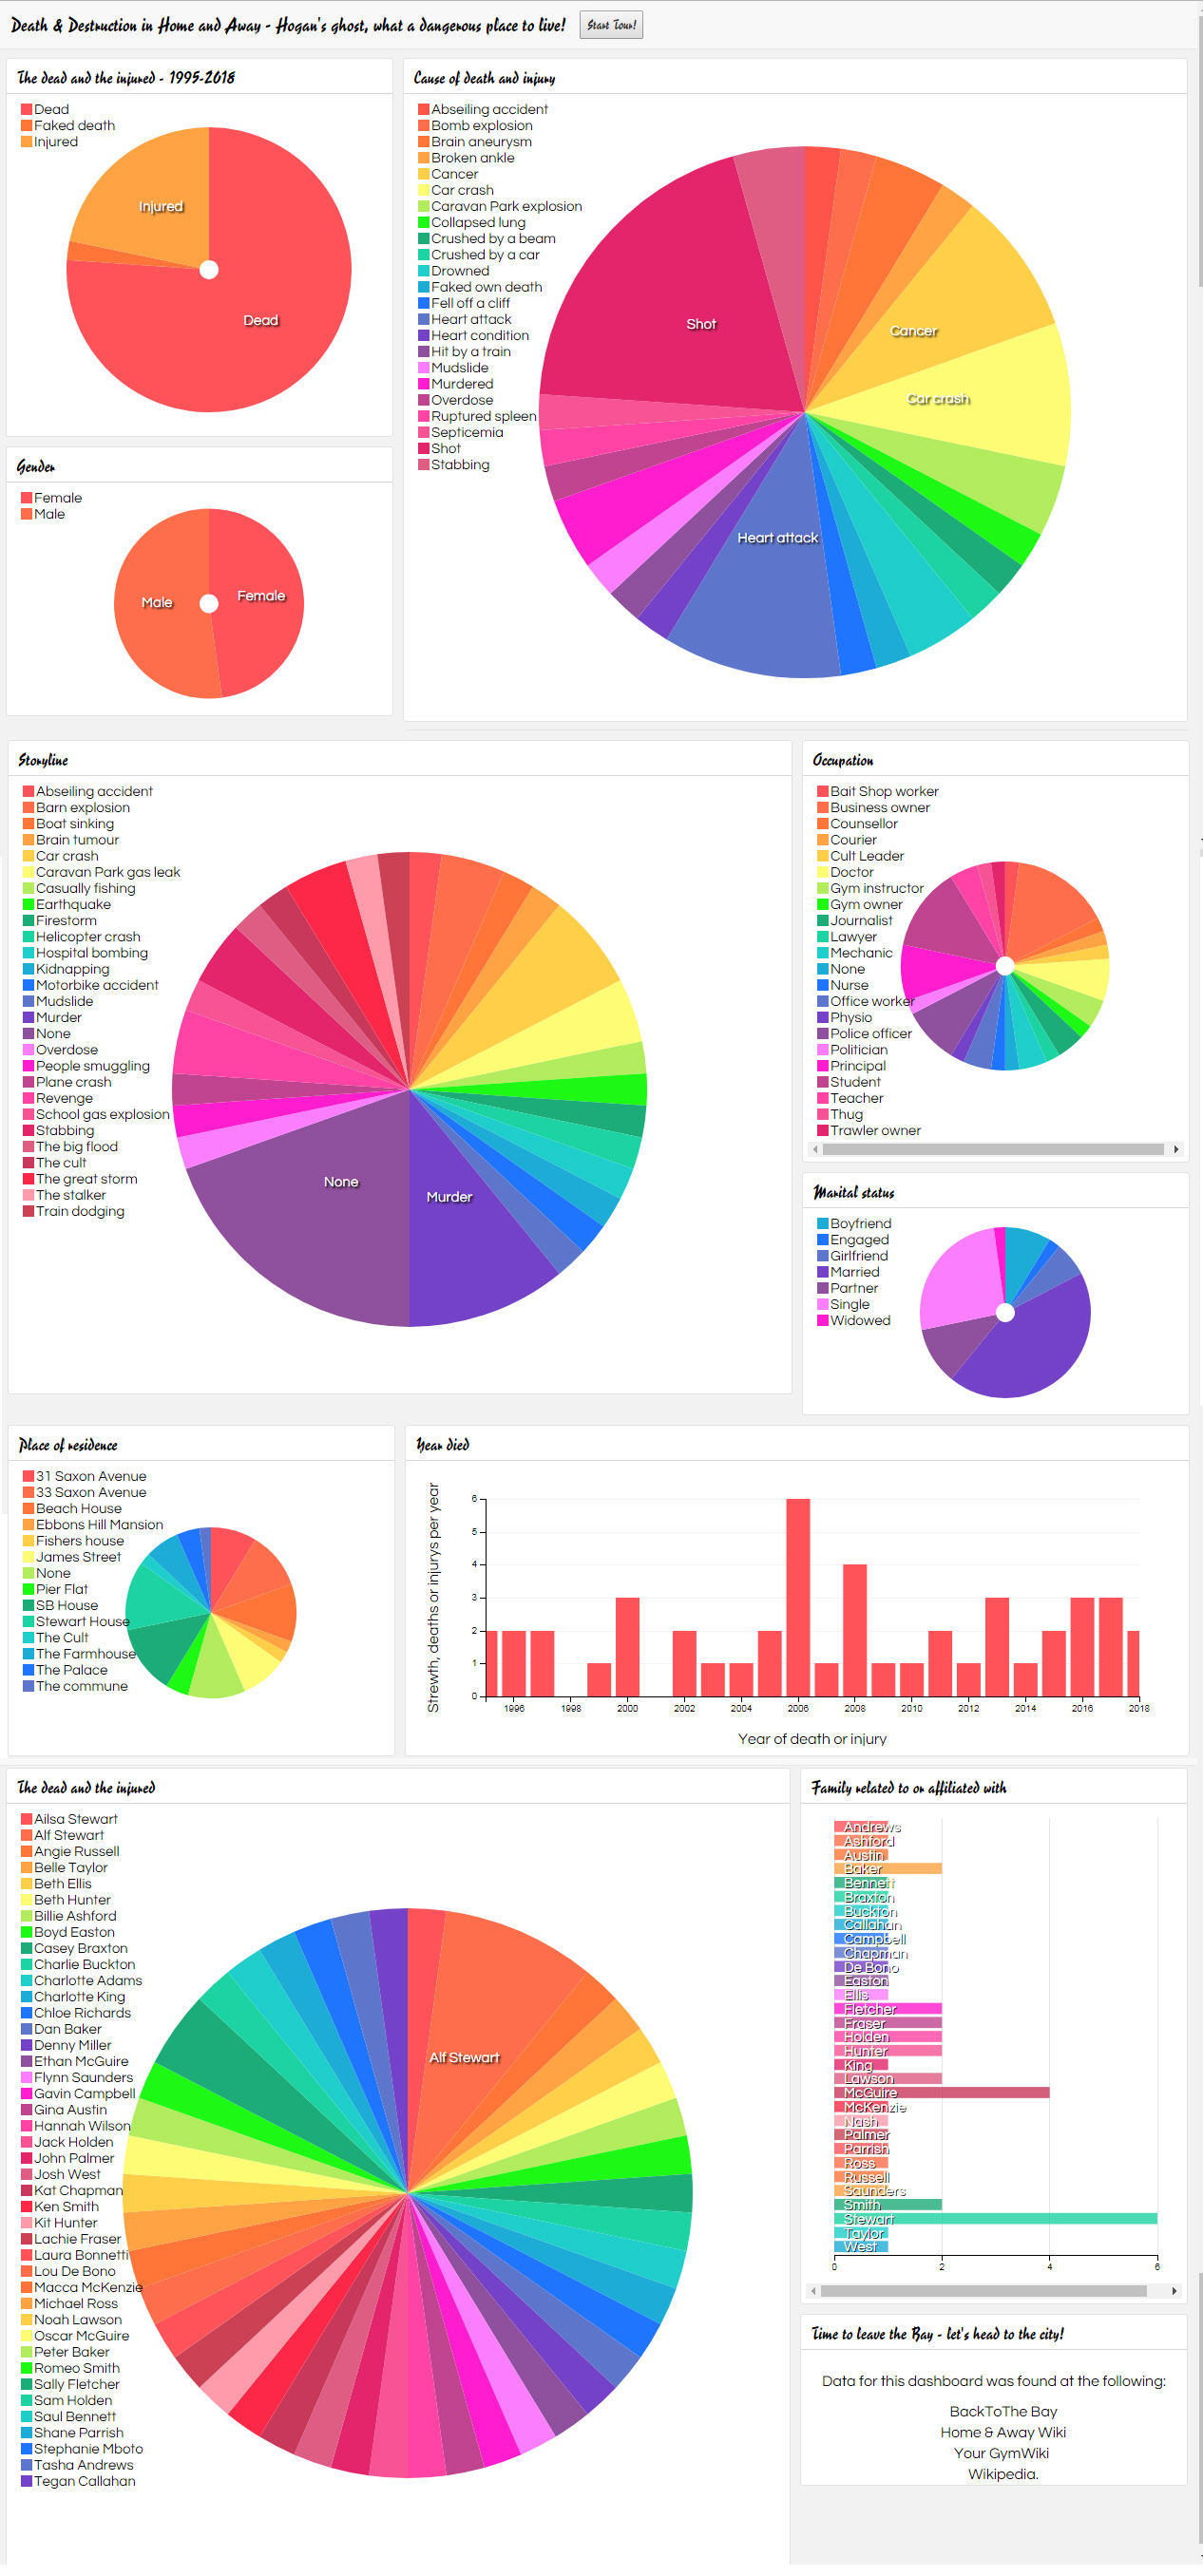 Death & Destruction in Home and Away - Hogan's ghost, what a dangerous place to live!
Start Tour!
The dead and the injured - 1995-2018
Dead
Faked death
Injured
Injured
Dead
Gender
Female
Male
Male
Female
Cause of death and injury
Abseiling accident
Bomb explosion
Brain aneurysm
Broken ankle
Cancer
Car crash
Caravan Park explosion
Collapsed lung
Crushed by a beam
Crushed by a car
Drowned
Faked own death
Fell off a cliff
Heart attack
Heart condition
Hit by a train
Mudslide
Murdered
Overdose
Ruptured spleen
Septicemia
Shot
Stabbing
Shot
Cancer
Car crash
Heart attack
Storyline
Abseiling accident
Barn explosion
Boat sinking
Brain tumour
Car crash
Caravan Park gas leak
Casually fishing
Earthquake
Firestorm
Helicopter crash
Hospital bombing
Kidnapping
Motorbike accident
Mudslide
Murder
None
Overdose
People smuggling
Plane crash
Revenge
School gas explosion
Stabbing
The big flood
The cult
The great storm
The stalker
Train dodging
None
Murder
Occupation
Bait Shop worker
Business owner
Counsellor
Courier
Cult Leader
Doctor
Gym instructor
Gym owner
Journalist
Lawyer
Mechanic
None
Nurse
Office worker
Physio
Police officer
Politician
Principal
Student
Teacher
Thug
Trawler owner
Marital status
Boyfriend
Engaged
Girlfriend
Married
Partner
Single
Widowed
Place of residence
31 Saxon Avenue
33 Saxon Avenue
Beach House
Ebbons Hill Mansion
Fishers house
James Street
None
Pier Flat
SB House
Stewart House
The Cult
The Farmhouse
The Palace
The commune
Year died
Strewth, deaths or injurys per year
6
5
4
3
2
1
0
1996 1998 2000 2002 2004 2006 2008 2010 2012 2014 2016 2018
Year of death or injury
The dead and the injured
Ailsa Stewart
Alf Stewart
Angie Russell
Belle Taylor
Beth Ellis
Beth Hunter
Billie Ashford
Boyd Easton
Casey Braxton
Charlie Buckton
Charlotte Adams
Charlotte King
Chloe Richards
Dan Baker
Denny Miller
Ethan McGuire
Flynn Saunders
Gavin Campbell
Gina Austin
Hannah Wilson
Jack Holden
John Palmer
Josh West
Kat Chapman
Ken Smith
Kit Hunter
Lachie Fraser
Laura Bonnetti
Lou De Bono
Macca McKenzie
Michael Ross
Noah Lawson
Oscar McGuire
Peter Baker
Romeo Smith
Sally Fletcher
Sam Holden
Saul Bennett
Shane Parrish
Stephanie Mboto
Tasha Andrews
Tegan Callahan
Alf Stewart
Family related to or affiliated with
Andrews
Ashford
Austin
Baker
Bennett
Braxton
Buckton
Callahan
Campbell
Chapman
De Bono
Easton
Ellis
Fletcher
Fraser
Holden
Hunter
King
Lawson
McGuire
McKenzie
Nash
Palmer
Parrish
Ross
Russell
Saunders
Smith
Stewart
Taylor
West
0 2 4 6
Time to leave the Bay - let's head to the city!
Data for this dashboard was found at the following:
BackToThe Bay
Home & Away Wiki
Your GymWiki
Wikipedia.